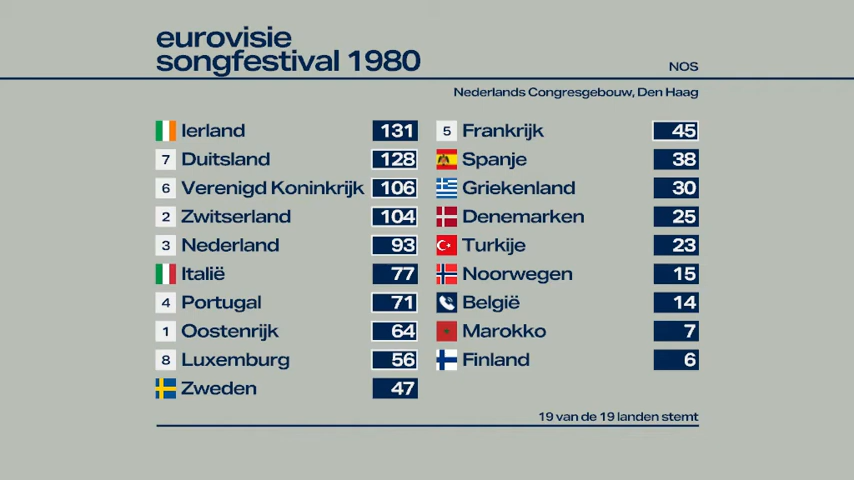 eurovisie
songfestival 1980
NOS
Nederlands Congresgebouw, Den Haag
Ierland 131
7 Duitsland 128
6 Verenigd Koninkrijk 106
2 Zwitserland 104
3 Nederland 93
Italië 77
4 Portugal 71
1 Oostenrijk 64
8 Luxemburg 56
Zweden 47
5 Frankrijk 45
Spanje 38
Griekenland 30
Denemarken 25
Turkije 23
Noorwegen 15
België 14
Marokko 7
Finland 6
19 van de 19 landen stemt